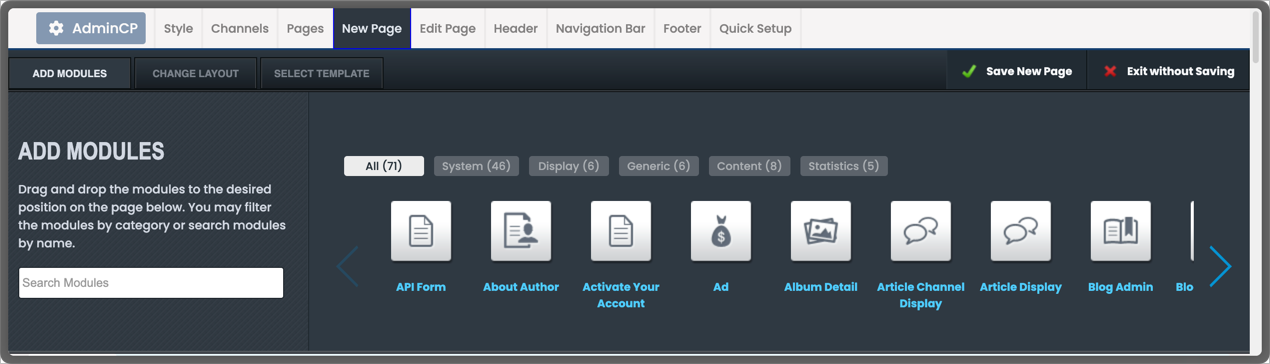 AdminCP
Style
Channels
Pages
New Page
Edit Page
Header
Navigation Bar
Footer
Quick Setup
ADD MODULES
CHANGE LAYOUT
SELECT TEMPLATE
Save New Page
Exit without Saving
ADD MODULES
Drag and drop the modules to the desired
position on the page below. You may filter
the modules by category or search modules
by name.
Search Modules
All (71)
System (46)
Display (6)
Generic (6)
Content (8)
Statistics (5)
API Form
About Author
Activate Your
Account
Ad
Album Detail
Article Channel
Display
Article Display
Blog Admin
Blo